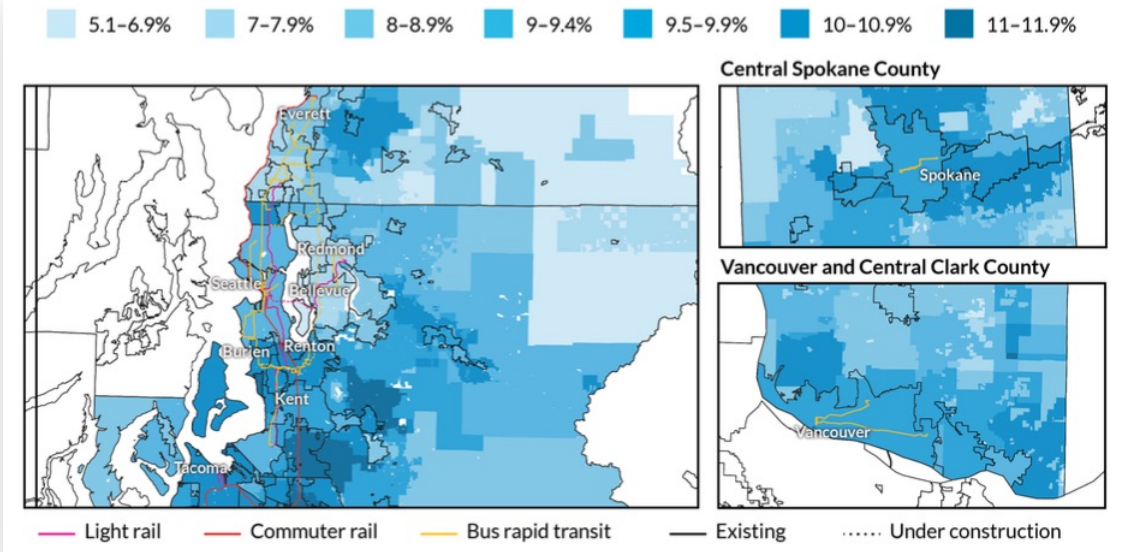 5.1–6.9% 7–7.9% 8–8.9% 9–9.4% 9.5–9.9% 10–10.9% 11–11.9%
Central Spokane County
Everett
Spokane
Redmond
Vancouver and Central Clark County
Seattle
Bellevue
Burien
Renton
Kent
Vancouver
Tacoma
Light rail Commuter rail Bus rapid transit Existing Under construction